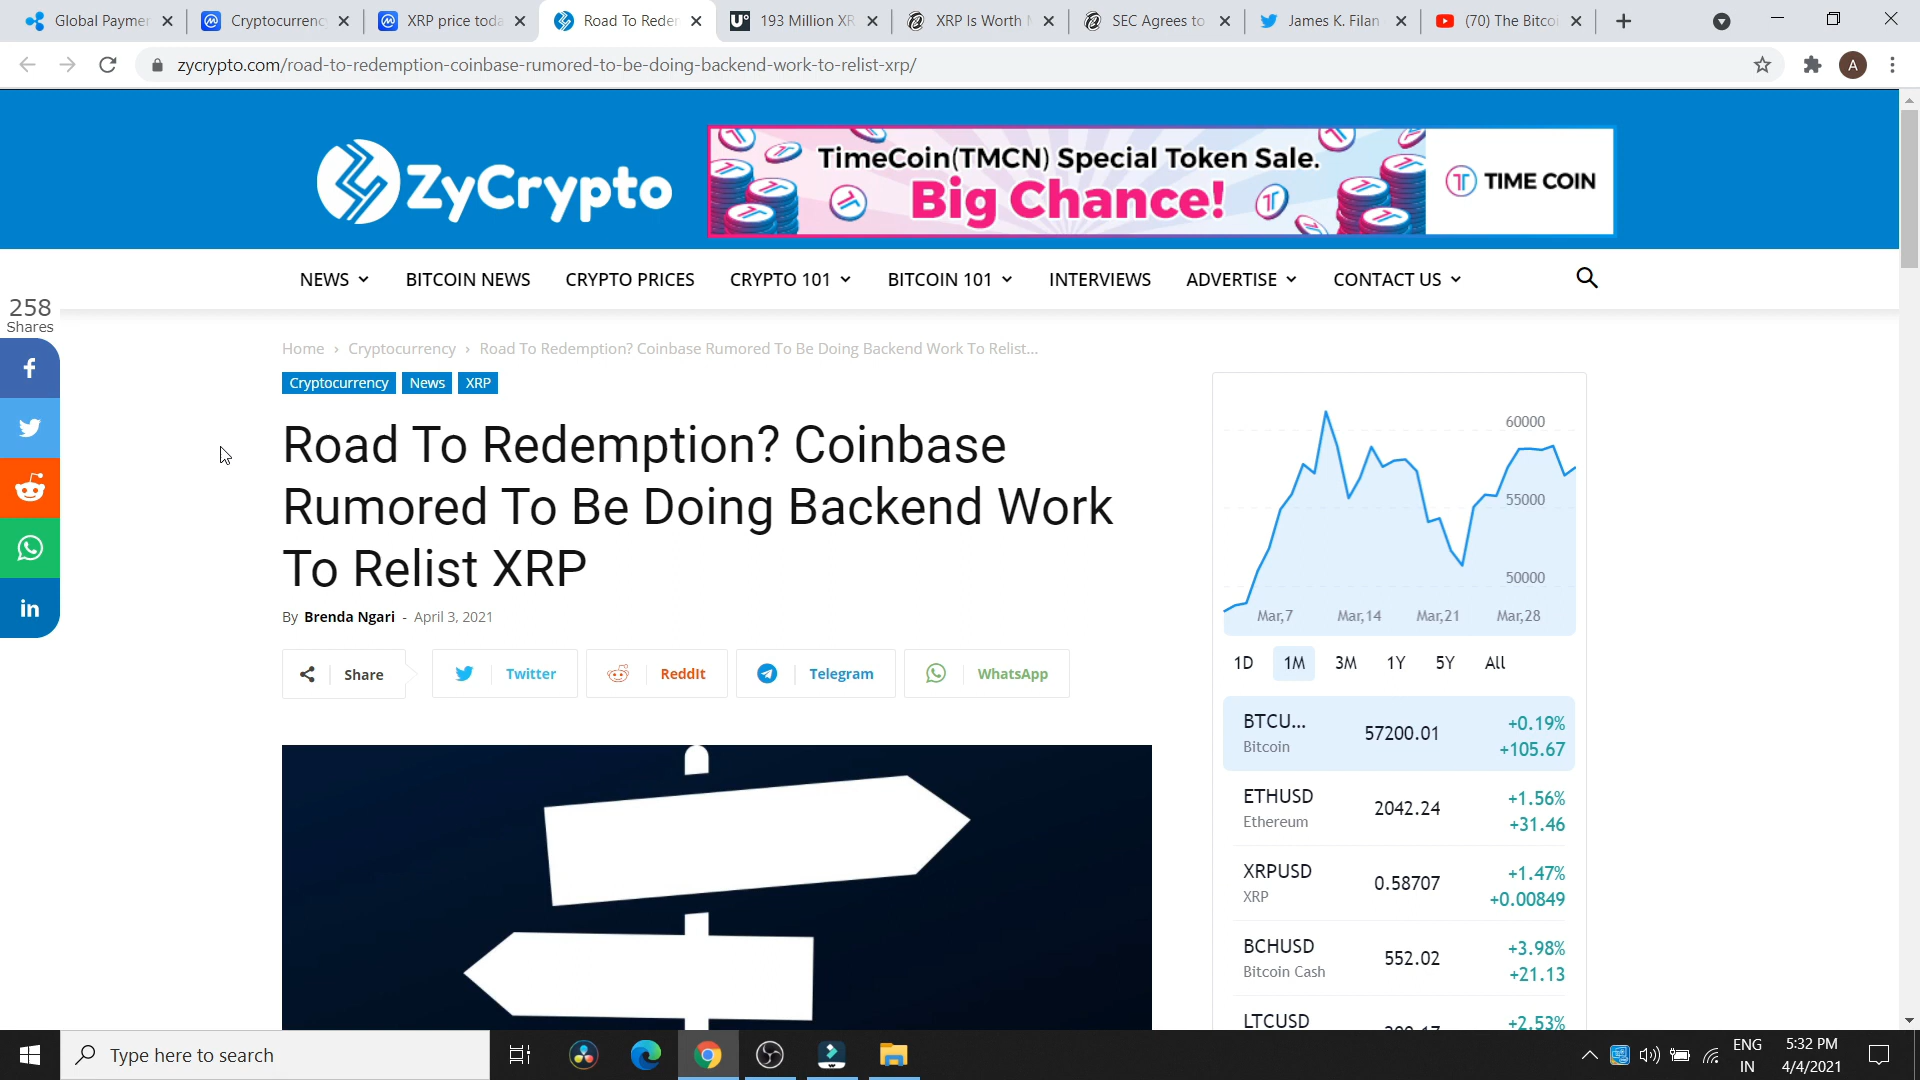 Global Paymen
Cryptocurrenc
XRP price toda
Road To Reder
193 Million XR
XRP Is Worth
SEC Agrees to
James K. Filan
(70) The Bitcoi
zycrypto.com/road-to-redemption-coinbase-rumored-to-be-doing-backend-work-to-relist-xrp/
A
ZyCrypto
TimeCoin(TMCN) Special Token Sale.
Big Chance!
TIME COIN
NEWS
BITCOIN NEWS
CRYPTO PRICES
CRYPTO 101
BITCOIN 101
INTERVIEWS
ADVERTISE
CONTACT US
258
Shares
Home › Cryptocurrency › Road To Redemption? Coinbase Rumored To Be Doing Backend Work To Relist...
Cryptocurrency
News
XRP
Road To Redemption? Coinbase
Rumored To Be Doing Backend Work
To Relist XRP
By Brenda Ngari - April 3, 2021
Share
Twitter
ReddIt
Telegram
WhatsApp
60000
55000
50000
Mar,7
Mar,14
Mar,21
Mar,28
1D
1M
3M
1Y
5Y
All
BTCU...
57200.01
+0.19%
Bitcoin
+105.67
ETHUSD
2042.24
+1.56%
Ethereum
+31.46
XRPUSD
0.58707
+1.47%
XRP
+0.00849
BCHUSD
552.02
+3.98%
Bitcoin Cash
+21.13
LTCUSD
+2.53%
Type here to search
ENG
IN
5:32 PM
4/4/2021